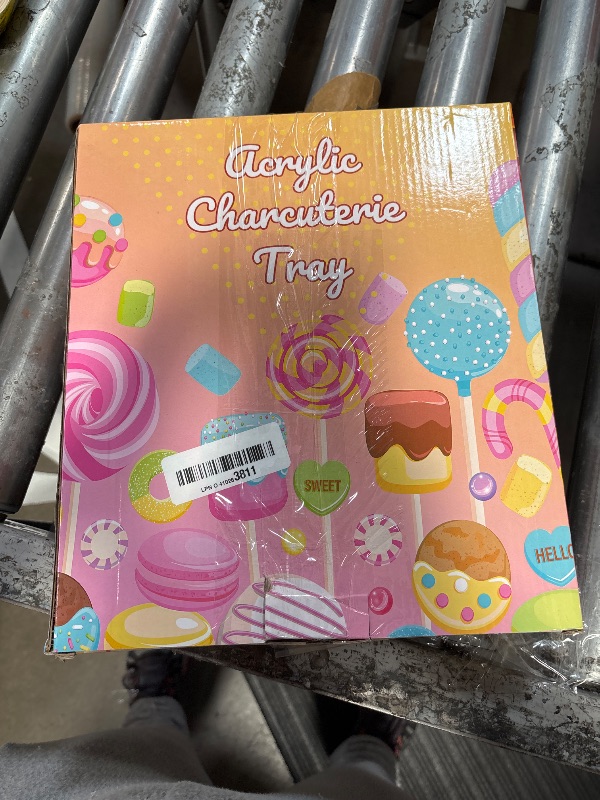 Acrylic
Charcuterie
Tray
SWEET
3811
HELLO